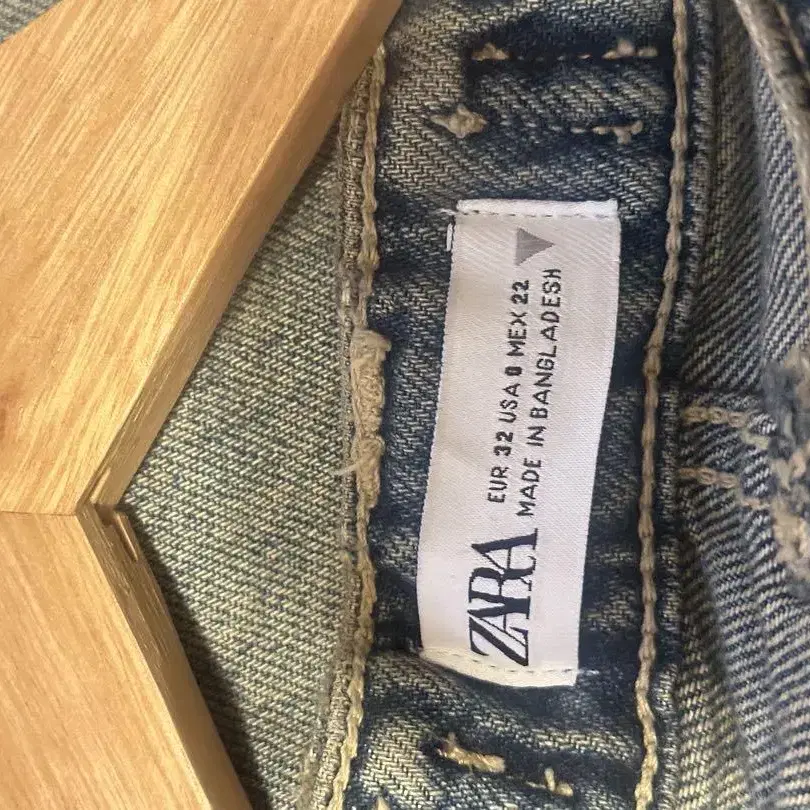 ZARA
EUR 32 USA 0 MEX 22
MADE IN BANGLADESH